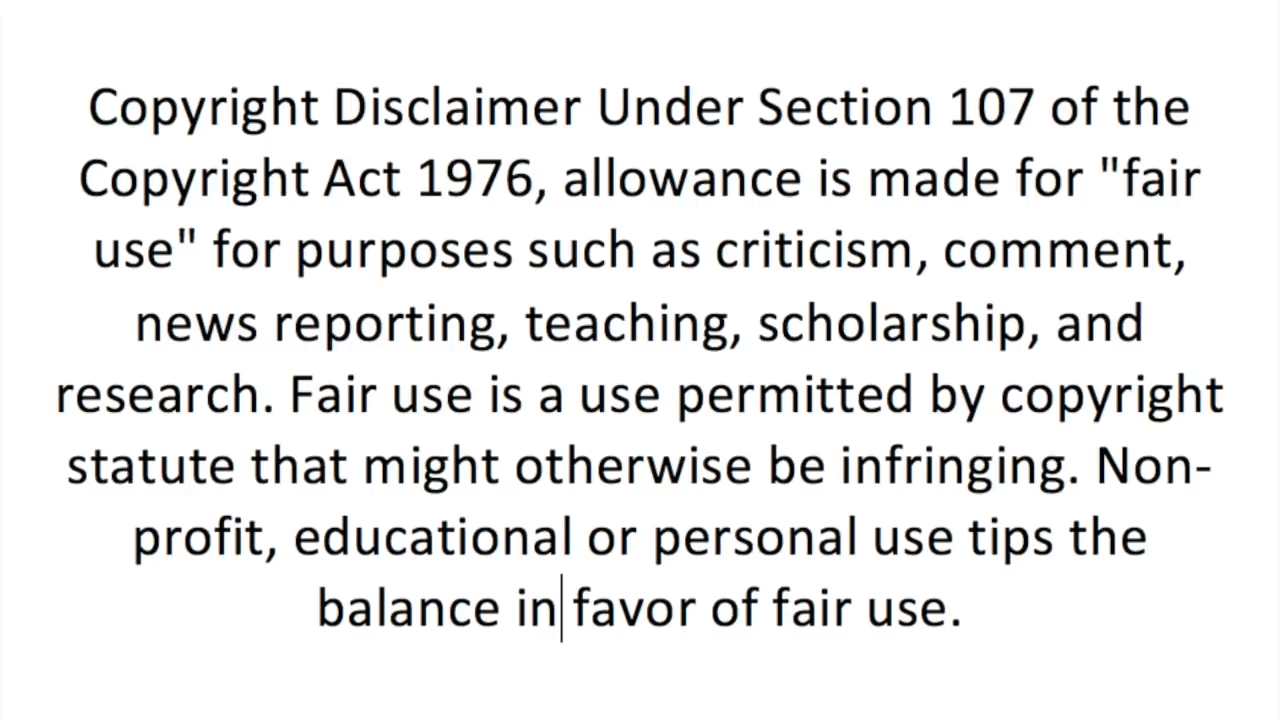 Copyright Disclaimer Under Section 107 of the
Copyright Act 1976, allowance is made for "fair
use" for purposes such as criticism, comment,
news reporting, teaching, scholarship, and
research. Fair use is a use permitted by copyright
statute that might otherwise be infringing. Non-
profit, educational or personal use tips the
balance in favor of fair use.